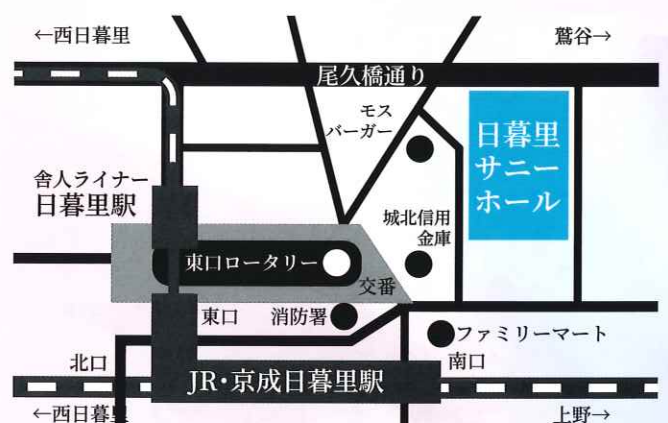 ←西日暮里
鷲谷→
尾久橋通り
モス
バーガー
日暮里
サニー
ホール
舎人ライナー
日暮里駅
城北信用
金庫
東口ロータリー
交番
東口
消防署
ファミリーマート
北口
南口
JR・京成日暮里駅
←西日暮里
上野→